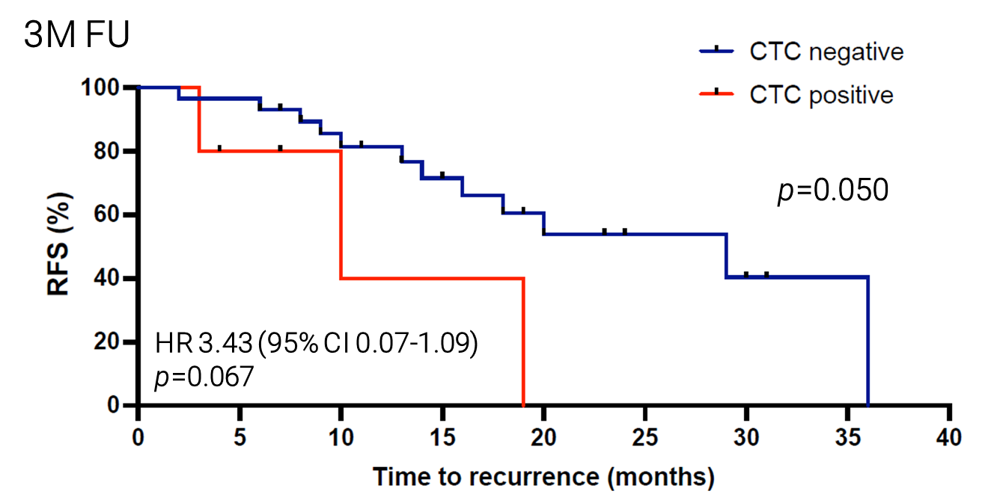 3M FU
CTC negative
CTC positive
100
80
60
40
20
0
RFS (%)
p=0.050
HR 3.43 (95% CI 0.07-1.09)
p=0.067
0 5 10 15 20 25 30 35 40
Time to recurrence (months)